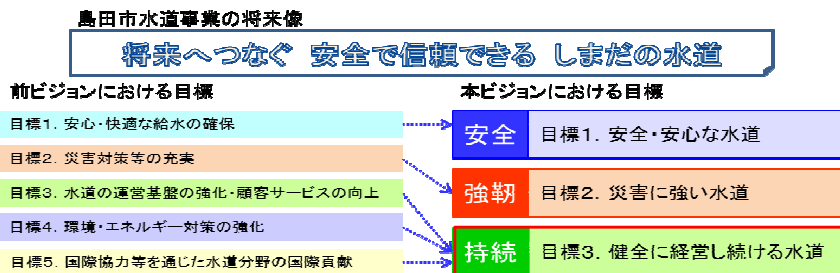 島田市水道事業の将来像
将来へつなぐ 安全で信頼できる しまだの水道
前ビジョンにおける目標
目標1．安心・快適な給水の確保
目標2．災害対策等の充実
目標3．水道の運営基盤の強化・顧客サービスの向上
目標4．環境・エネルギー対策の強化
目標5．国際協力等を通じた水道分野の国際貢献
本ビジョンにおける目標
安全 目標1．安全・安心な水道
強靭 目標2．災害に強い水道
持続 目標3．健全に経営し続ける水道